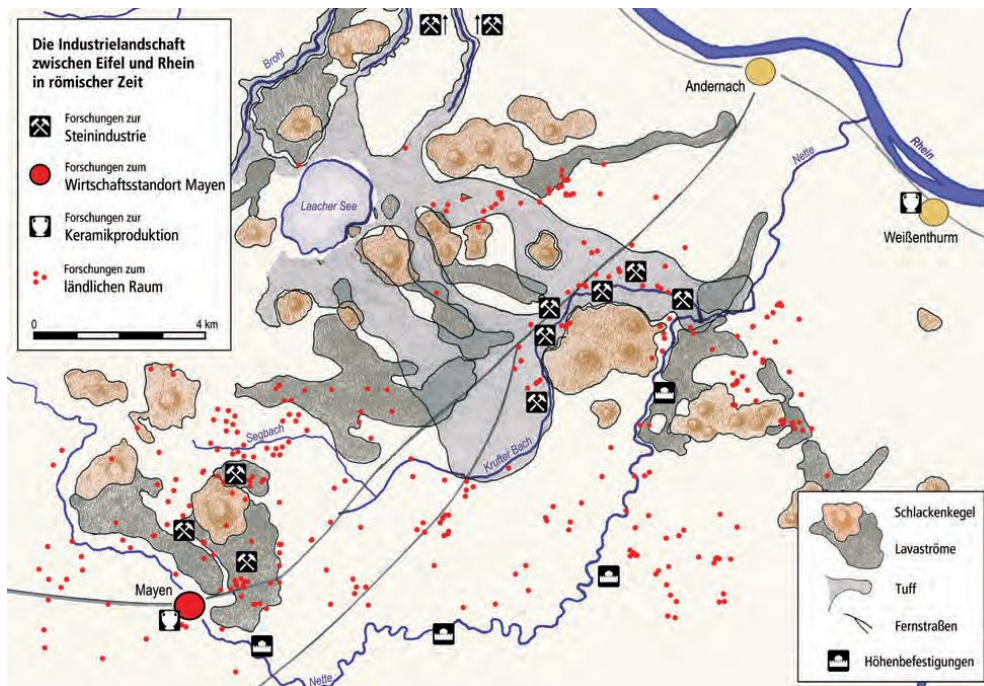 Die Industrielandschaft
zwischen Eifel und Rhein
in römischer Zeit
Forschungen zur
Steinindustrie
Forschungen zum
Wirtschaftsstandort Mayen
Forschungen zur
Keramikproduktion
Forschungen zum
ländlichen Raum
0
4 km
Brohl
Laacher See
Andernach
Nette
Rhein
Weißenthurm
Segbach
Krufter Bach
Mayen
Nette
Schlackenkegel
Lavaströme
Tuff
Fernstraßen
Höhenbefestigungen